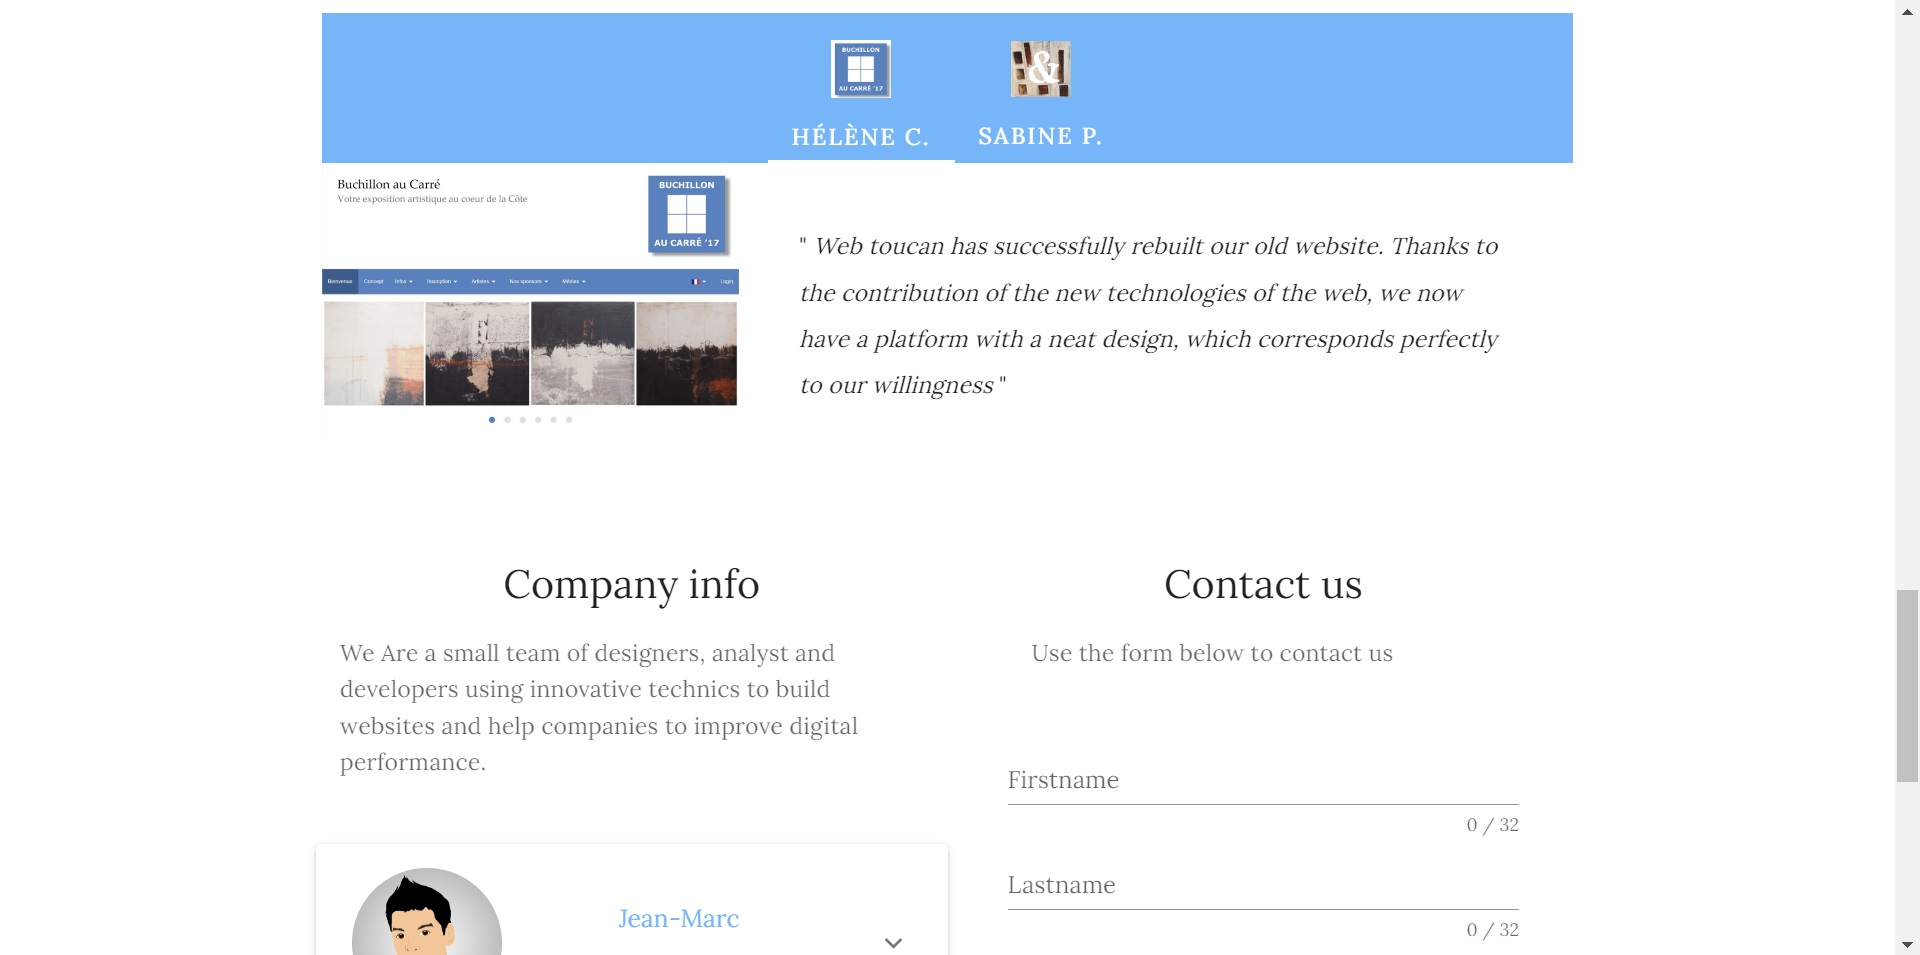 BUCHILLON
AU CARRÉ '17
&
HÉLÈNE C.
SABINE P.
Buchillon au Carré
Votre exposition artistique au coeur de la Côte
BUCHILLON
AU CARRÉ '17
Bienvenue Concept Infos Inscription Artistes Nos sponsors Médias Login
" Web toucan has successfully rebuilt our old website. Thanks to
the contribution of the new technologies of the web, we now
have a platform with a neat design, which corresponds perfectly
to our willingness "
Company info
We Are a small team of designers, analyst and
developers using innovative technics to build
websites and help companies to improve digital
performance.
Jean-Marc
Contact us
Use the form below to contact us
Firstname
0 / 32
Lastname
0 / 32